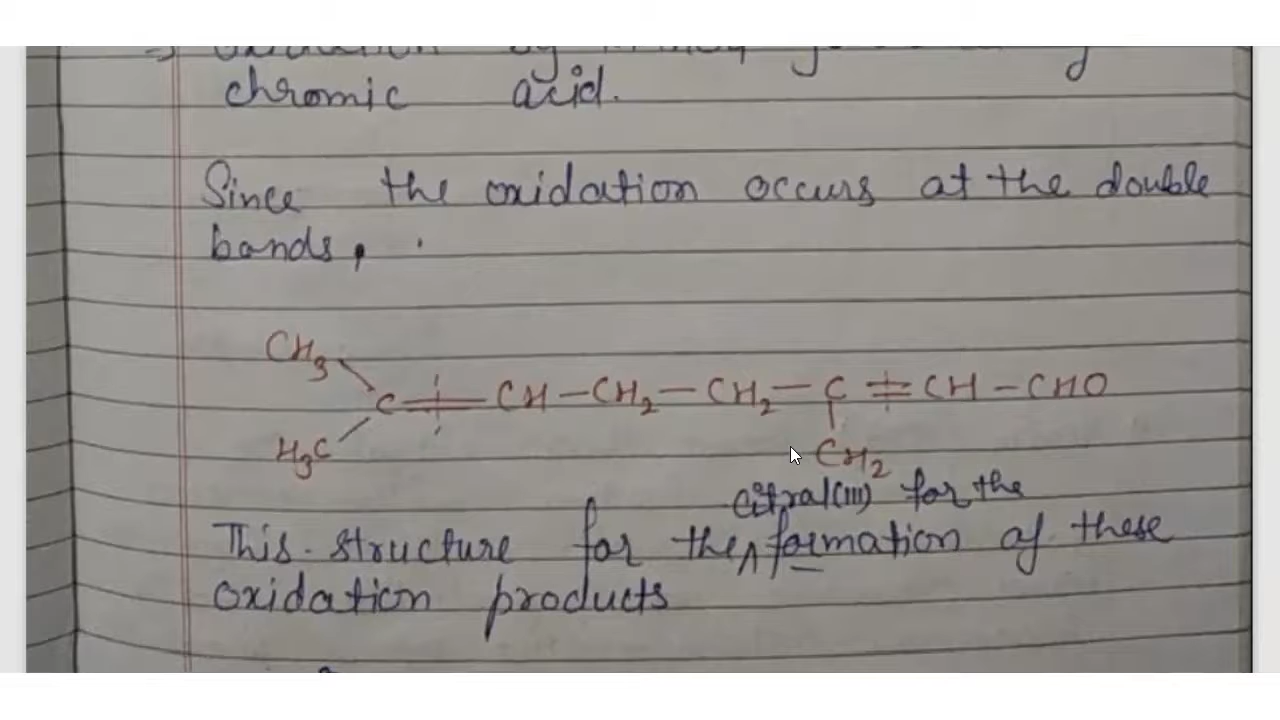 chromic acid.
Since the oxidation occurs at the double
bonds,
CH3
C=CH-CH2-CH2-C=CH-CHO
H3C
CH2
citral(III) for the
This structure for the ^ formation of these
oxidation products